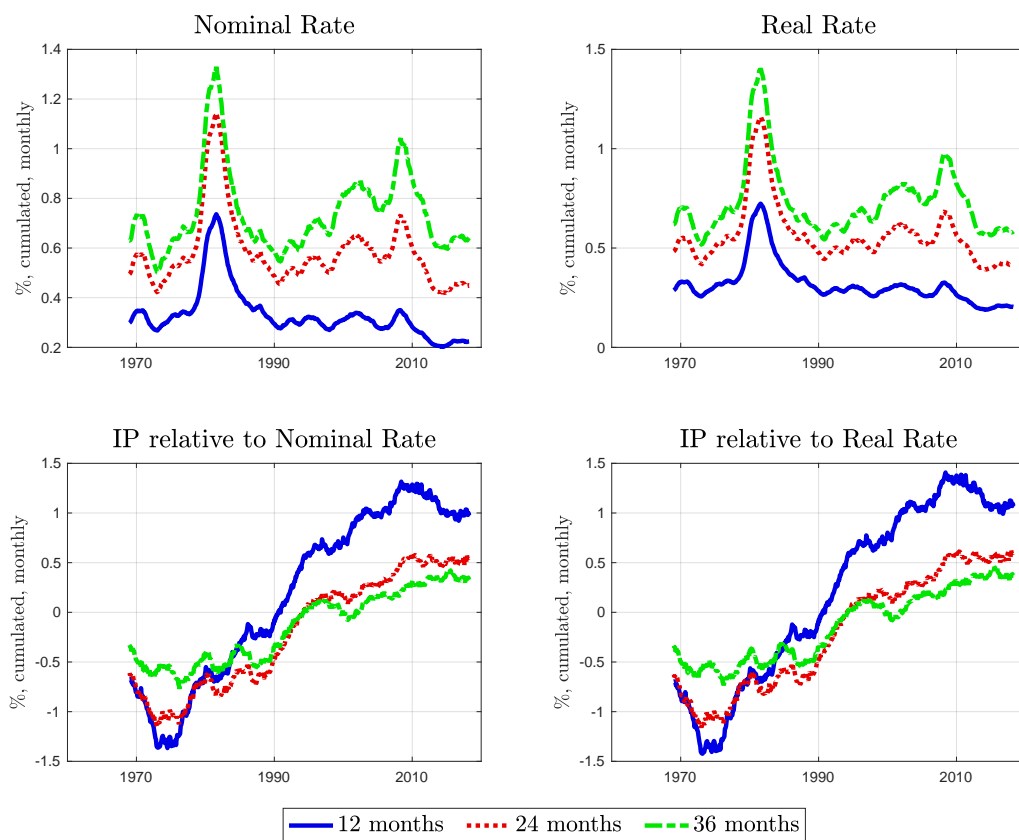 Nominal Rate
%, cumulated, monthly
1.4
1.2
1
0.8
0.6
0.4
0.2
1970 1990 2010
Real Rate
%, cumulated, monthly
1.5
1
0.5
0
1970 1990 2010
IP relative to Nominal Rate
%, cumulated, monthly
1.5
1
0.5
0
-0.5
-1
-1.5
1970 1990 2010
IP relative to Real Rate
%, cumulated, monthly
1.5
1
0.5
0
-0.5
-1
-1.5
1970 1990 2010
12 months 24 months 36 months